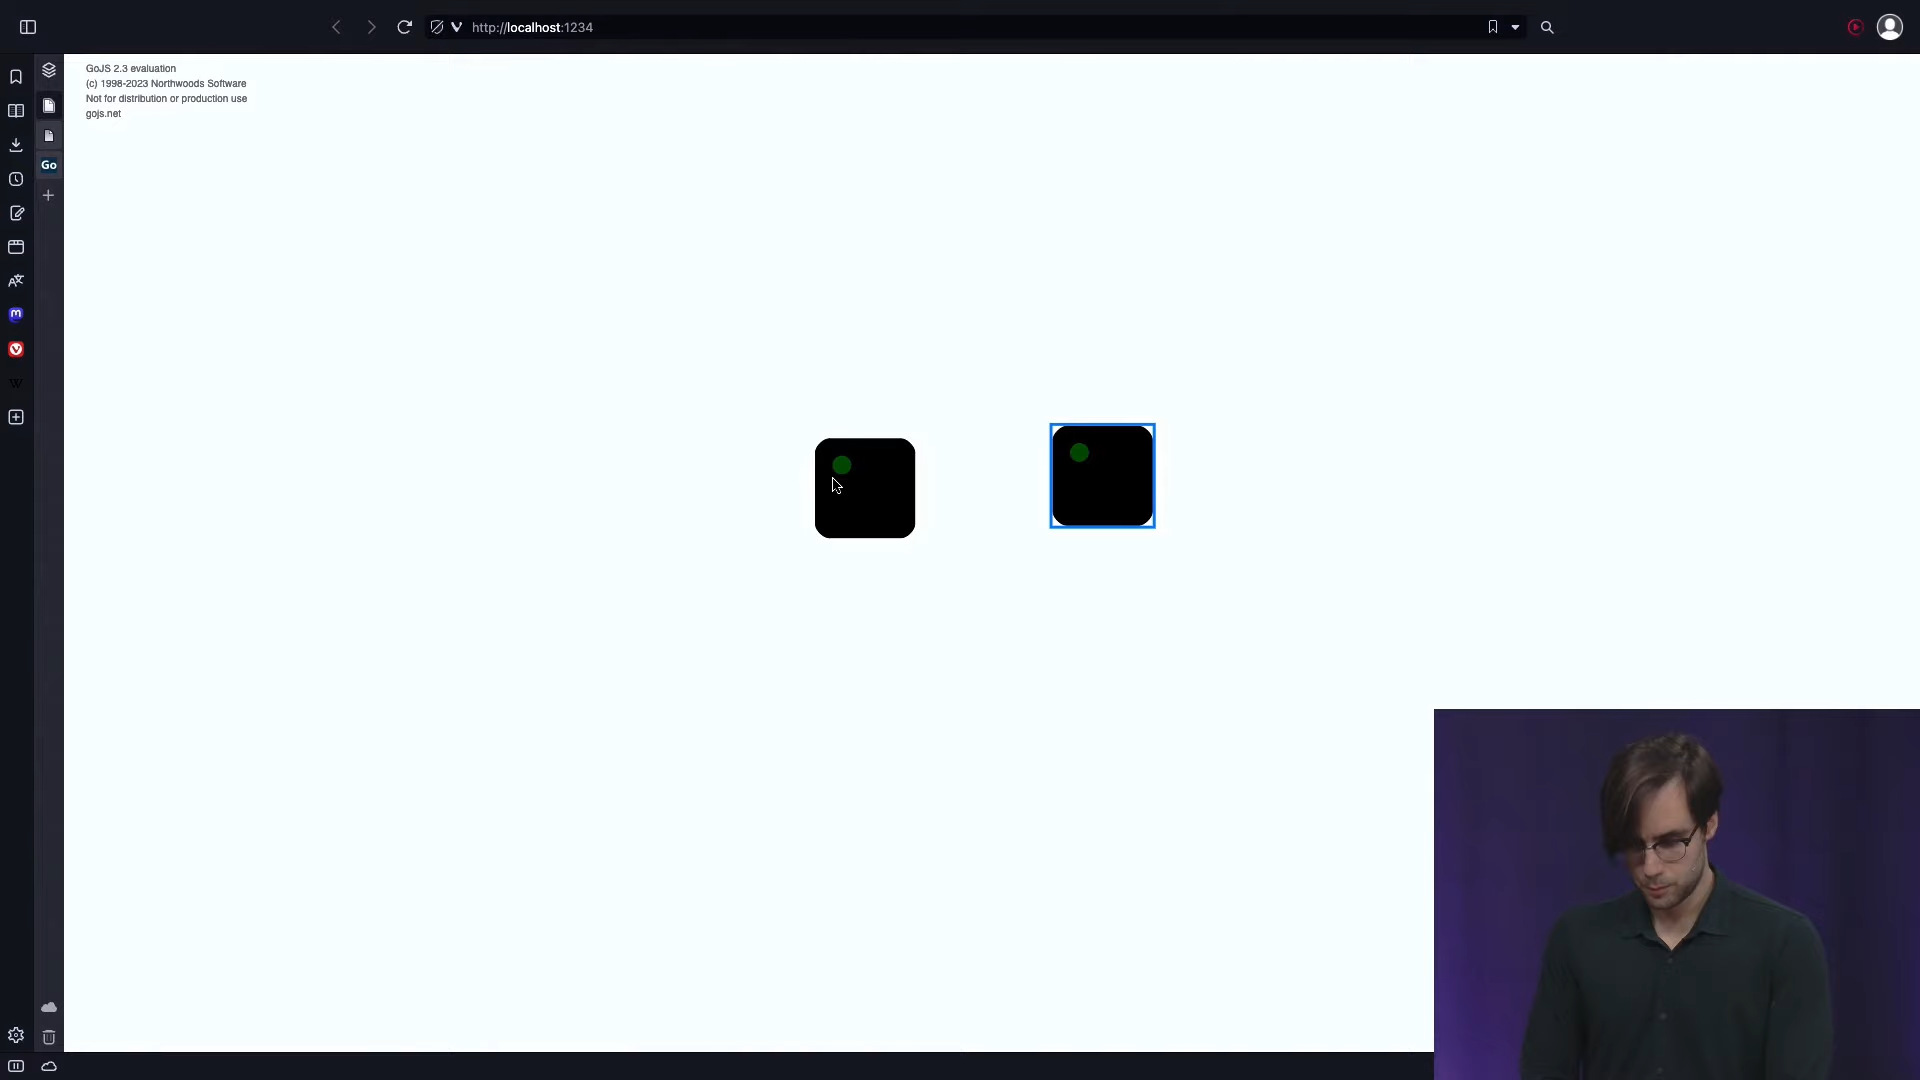 http://localhost:1234
GoJS 2.3 evaluation
(c) 1998-2023 Northwoods Software
Not for distribution or production use
gojs.net
Go